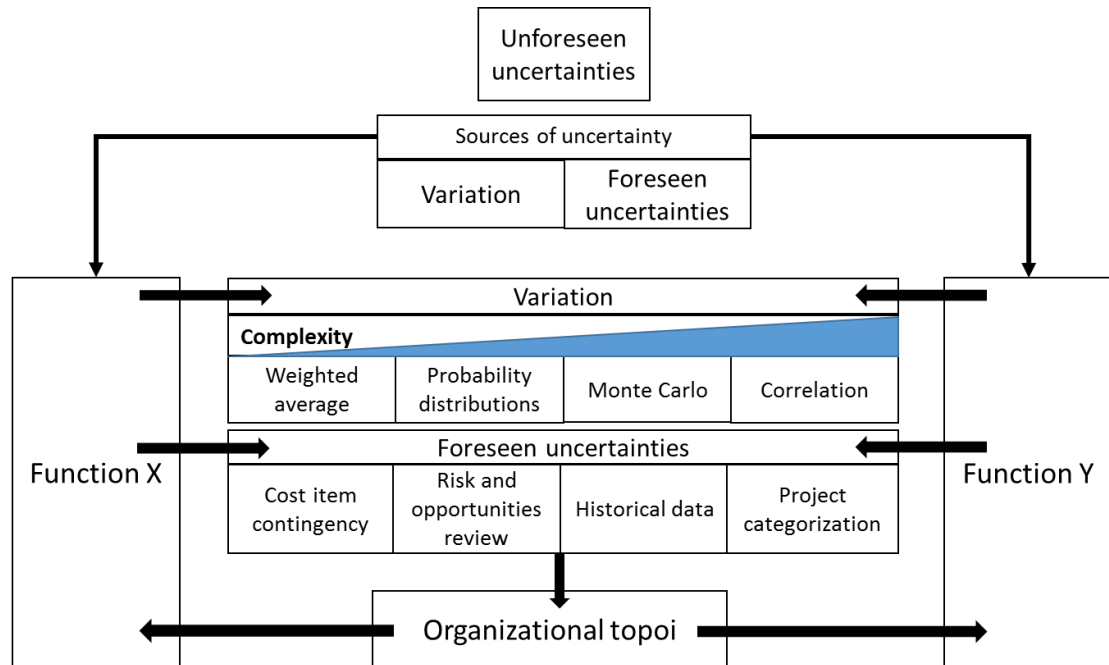 Unforeseen
uncertainties
Sources of uncertainty
Variation
Foreseen
uncertainties
Variation
Complexity
Weighted
average
Probability
distributions
Monte Carlo
Correlation
Foreseen uncertainties
Function X
Function Y
Cost item
contingency
Risk and
opportunities
review
Historical data
Project
categorization
Organizational topoi